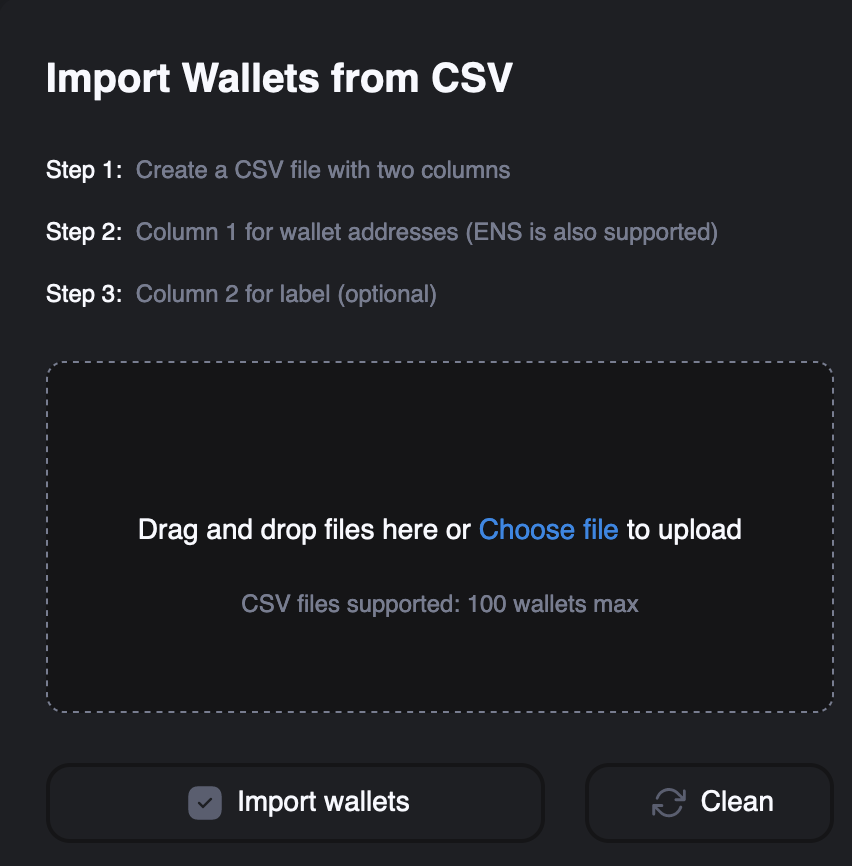 Import Wallets from CSV
Step 1: Create a CSV file with two columns
Step 2: Column 1 for wallet addresses (ENS is also supported)
Step 3: Column 2 for label (optional)
Drag and drop files here or Choose file to upload
CSV files supported: 100 wallets max
Import wallets
Clean